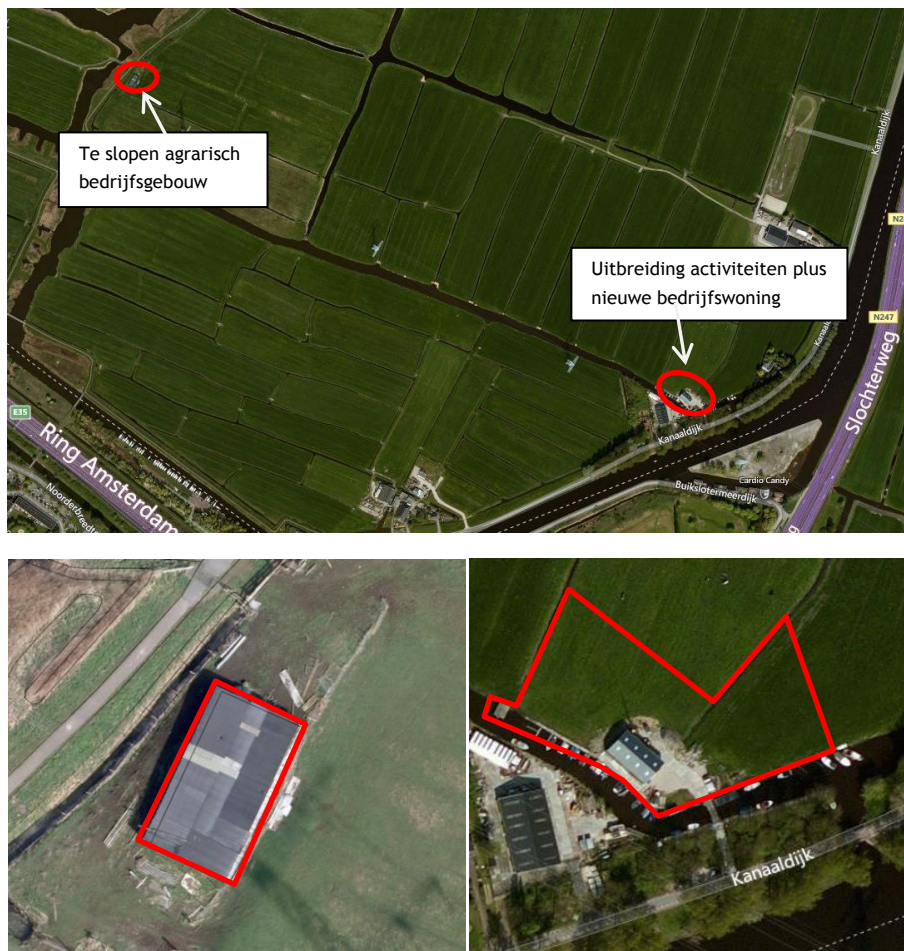 Te slopen agrarisch
bedrijfsgebouw
Uitbreiding activiteiten plus
nieuwe bedrijfswoning
Kanaaldijk
N247
Slochterweg
Kanaaldijk
E35
Ring Amsterdam
Cardio Candy
Buikslotermeerdijk
Kanaaldijk